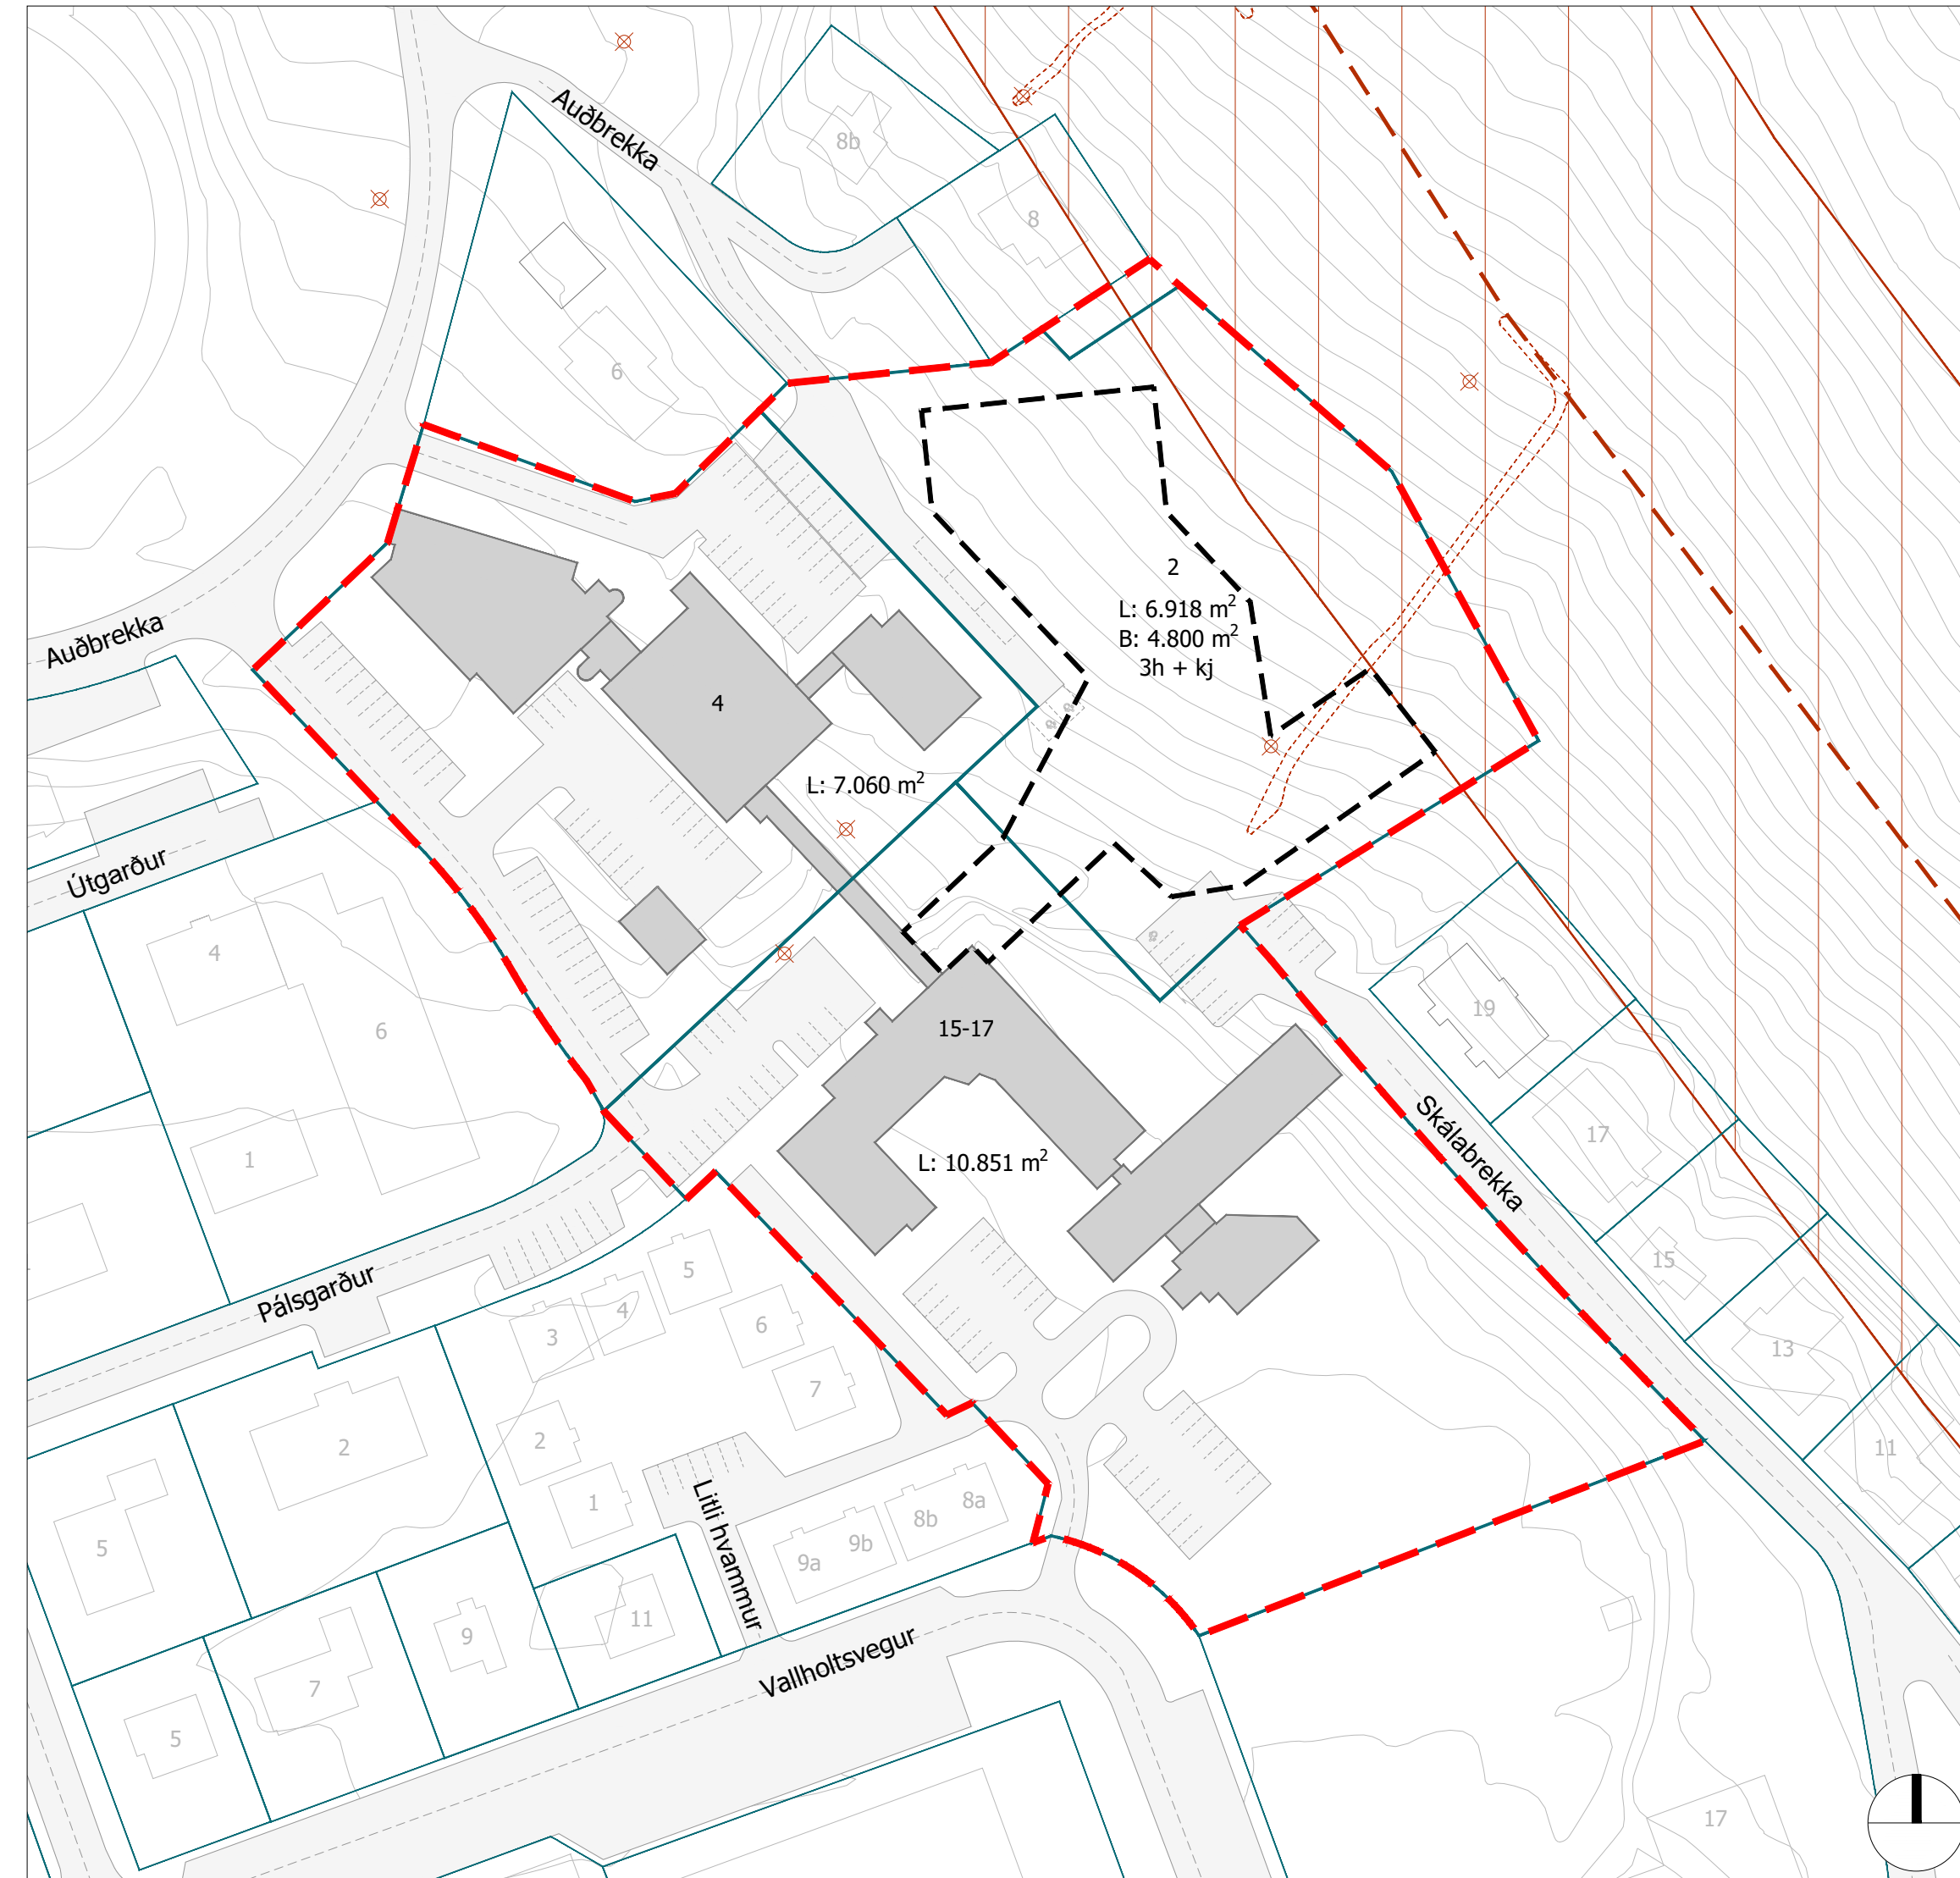 Auðbrekka
8b
8
6
2
L: 6.918 m²
B: 4.800 m²
3h + kj
Auðbrekka
4
L: 7.060 m²
Útgarður
4
6
1
15-17
L: 10.851 m²
19
17
Skálabrekka
15
13
11
Pálsgarður
5
4
3
6
7
2
2
1
5
Litli hvammur
8a
8b
9b
9a
11
9
7
5
Vallholtsvegur
17